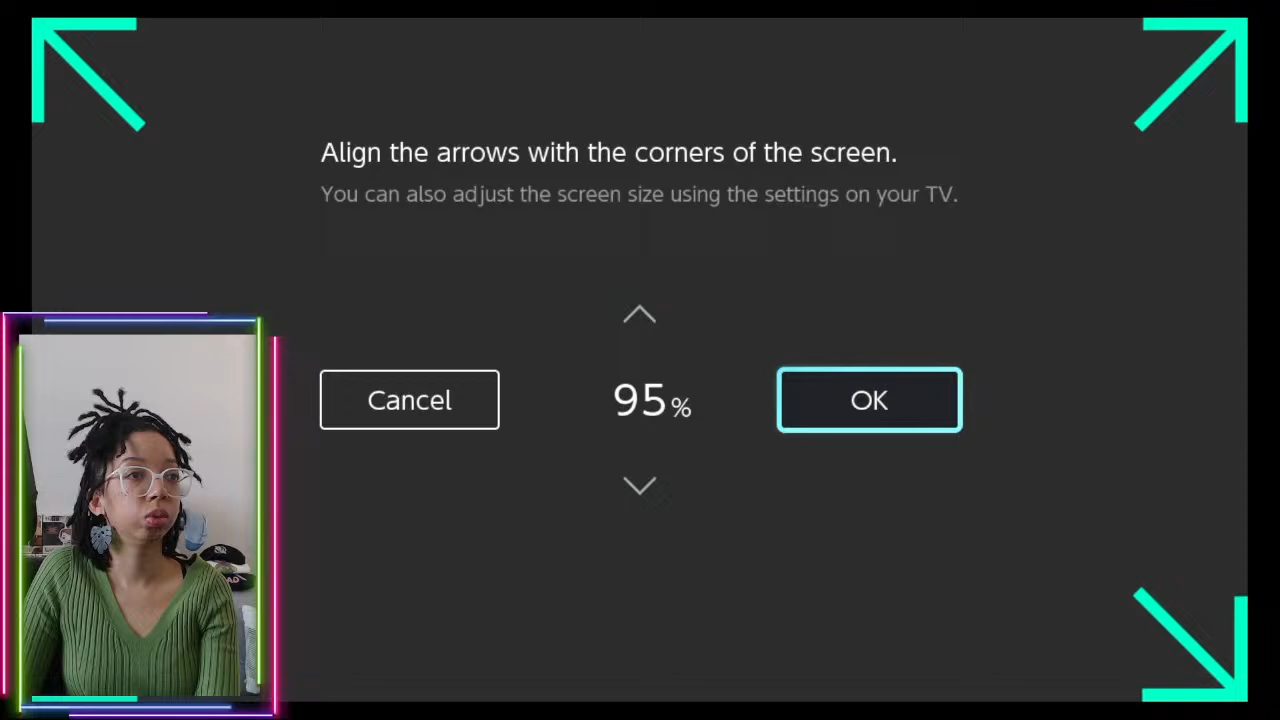 Align the arrows with the corners of the screen.
You can also adjust the screen size using the settings on your TV.
Cancel
95%
OK